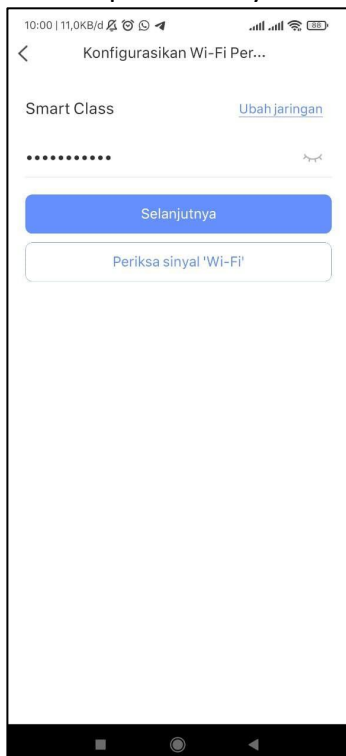 10:00 | 11,0KB/d 88
Konfigurasikan Wi-Fi Per...
Smart Class Ubah jaringan
•••••••••••
Selanjutnya
Periksa sinyal 'Wi-Fi'